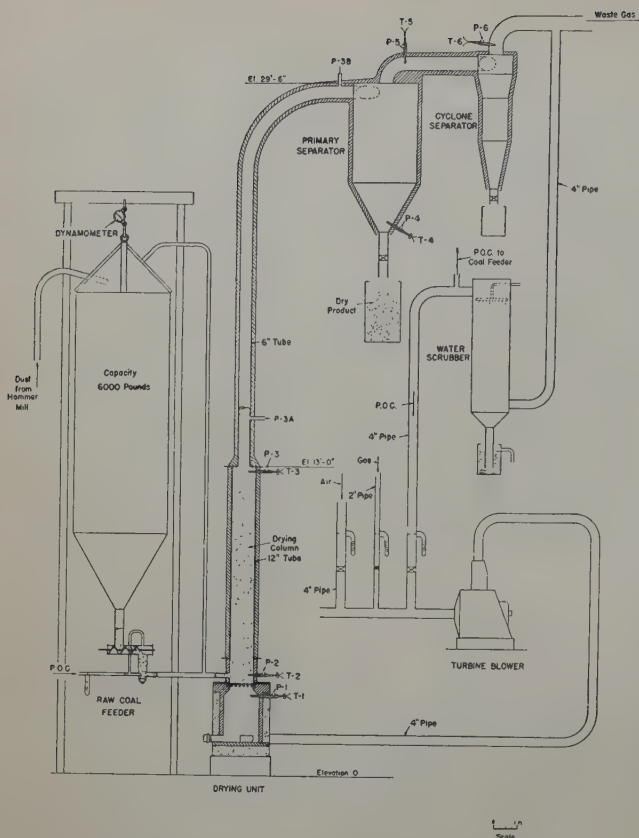 Waste Gas
T-5
P-5
P-6
T-6
P-3B
El. 29'-6"
CYCLONE
SEPARATOR
PRIMARY
SEPARATOR
4" Pipe
DYNAMOMETER
P-4
T-4
P.O.C. to
Coal Feeder
Dry
Product
WATER
SCRUBBER
6" Tube
Capacity
6000 Pounds
Dust
from
Hammer
Mill
P.O.C.
P-3A
4" Pipe
El. 13'-0"
Gas
P-3
T-3
Air
2" Pipe
Drying
Column
12" Tube
4" Pipe
P-2
T-2
P.O.C.
P-1
T-1
TURBINE BLOWER
RAW COAL
FEEDER
4" Pipe
Elevation 0
DRYING UNIT
Scale